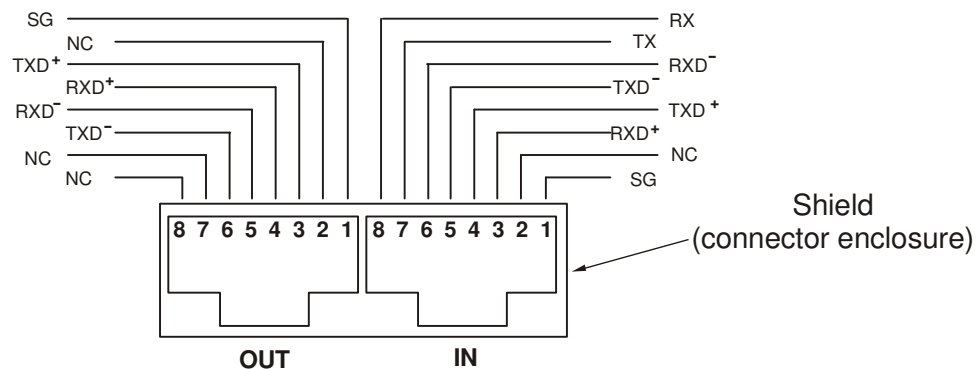 SG
NC
TXD+
RXD+
RXD-
TXD-
NC
NC
RX
TX
RXD-
TXD-
TXD+
RXD+
NC
SG
Shield
(connector enclosure)
8 7 6 5 4 3 2 1
8 7 6 5 4 3 2 1
OUT
IN